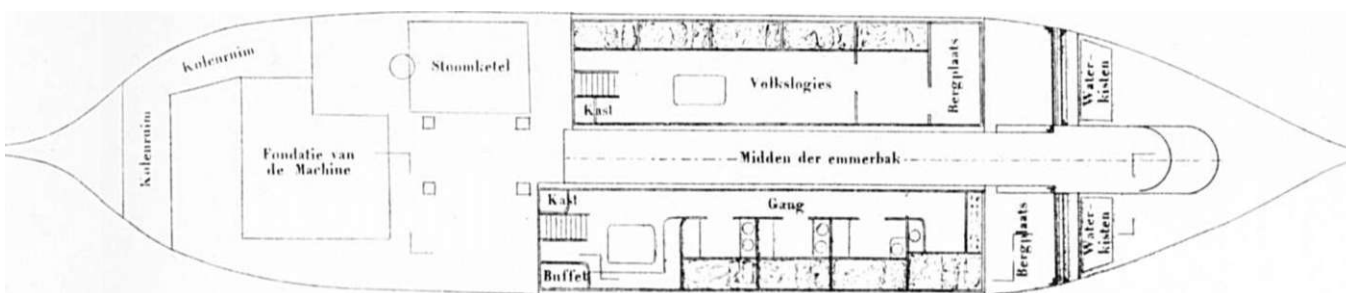 Kolenruim
Kolenruim
Stoomketel
Fondatie van
de Machine
Volkslogies
Kast
Bergplaats
Water-
kisten
Midden der emmerbak
Kast
Gang
Buffet
Bergplaats
Water-
kisten